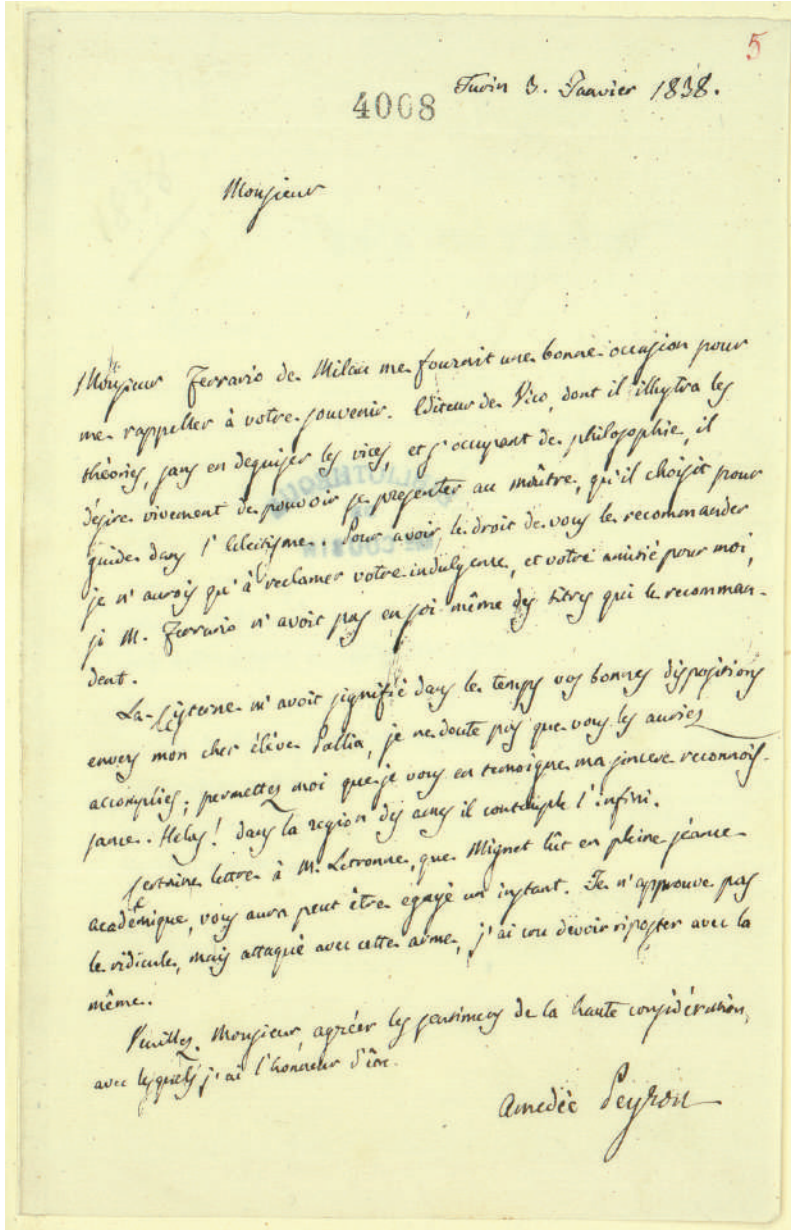 5
4008 Turin 3. Janvier 1838.
Monsieur
Monsieur Ferrario de Milan me fournit une bonne occasion pour
me rappeller à votre souvenir. Editeur de Vico, dont il illustra les
théories, sans en deguiser les vices, et s'occupant de philosophie, il
désire vivement de pouvoir se presenter au maître, qu'il choisit pour
guide dans l'Eclectisme. Pour avoir le droit de vous le recommander
je n'aurois qu'à reclamer votre indulgence, et votre amitié pour moi,
si M. Ferrario n'avoit pas en soi même des titres qui le recomman-
dent.
La Cisterne m'avoit signifié dans le temps vos bonnes dispositions
envers mon cher élève Pallia, je ne doute pas que vous les auriez
accomplies; permettez moi que je vous en temoigne ma sincere reconnois-
sance. Helas! dans la region des ames il contemple l'infini.
Certaine lettre à M. Letronne, que Mignet lût en pleine séance
académique, vous aura peut être egayé un instant. Je n'approuve pas
le ridicule, mais attaqué avec cette arme, j'ai cru devoir riposter avec la
même.
Veuillez, Monsieur, agréer les sentimens de la haute considération,
avec lesquels j'ai l'honneur d'être
Amedée Peyron